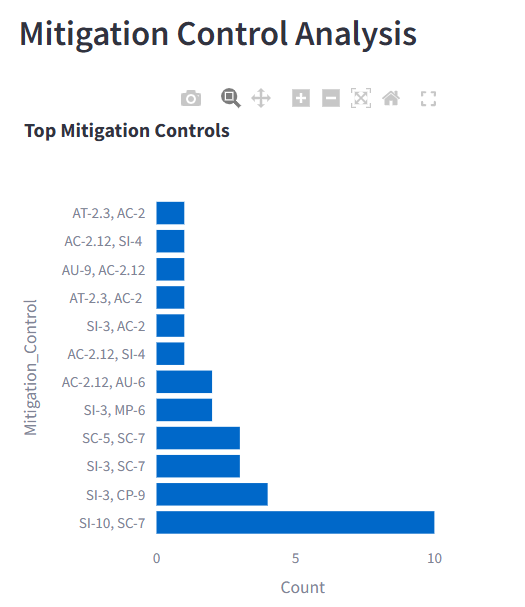 Mitigation Control Analysis
Top Mitigation Controls
AT-2.3, AC-2
AC-2.12, SI-4
AU-9, AC-2.12
AT-2.3, AC-2
SI-3, AC-2
AC-2.12, SI-4
AC-2.12, AU-6
SI-3, MP-6
SC-5, SC-7
SI-3, SC-7
SI-3, CP-9
SI-10, SC-7
Mitigation_Control
0 5 10
Count